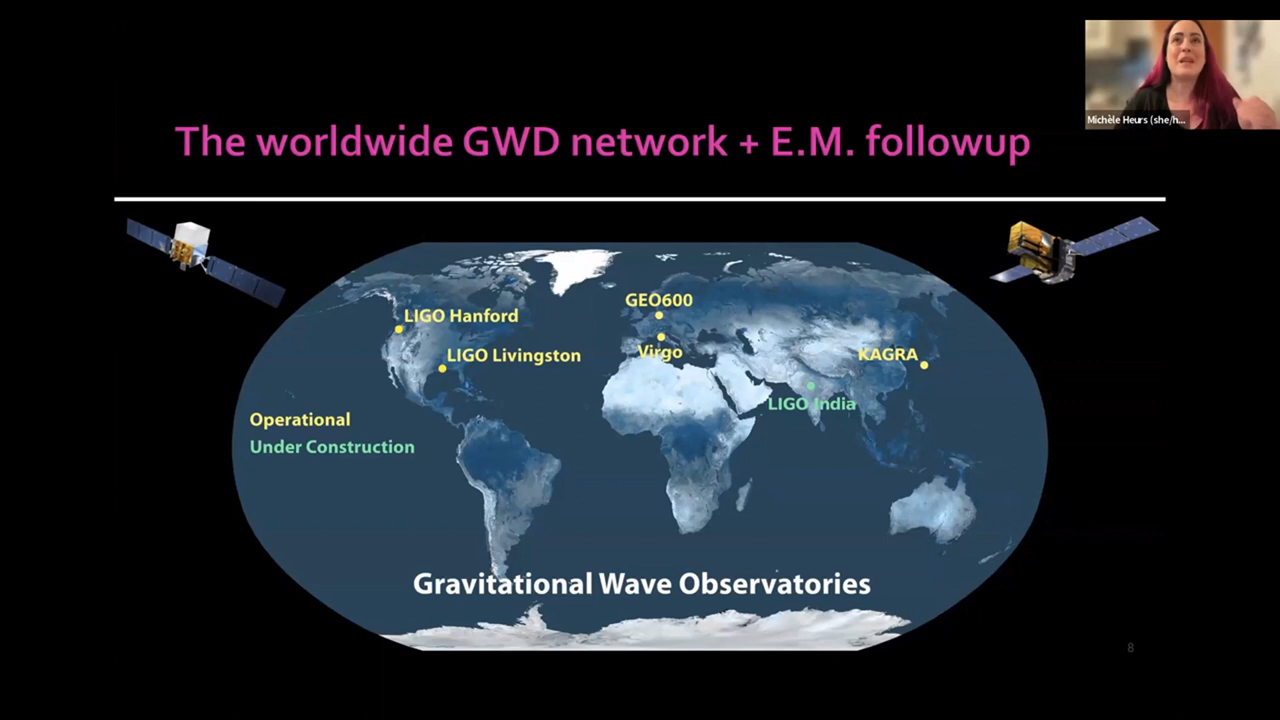 Michèle Heurs (she/h...
The worldwide GWD network + E.M. followup
GEO600
LIGO Hanford
Virgo
LIGO Livingston
KAGRA
LIGO India
Operational
Under Construction
Gravitational Wave Observatories
8